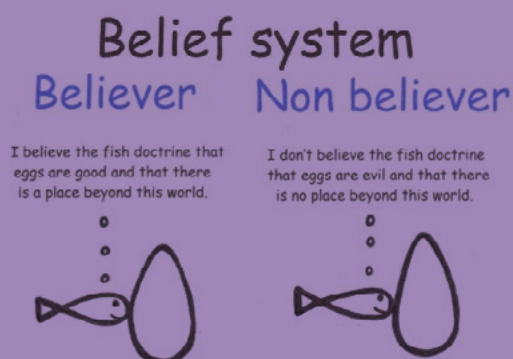 Belief system
Believer
Non believer
I believe the fish doctrine that
eggs are good and that there
is a place beyond this world.
I don't believe the fish doctrine
that eggs are evil and that there
is no place beyond this world.